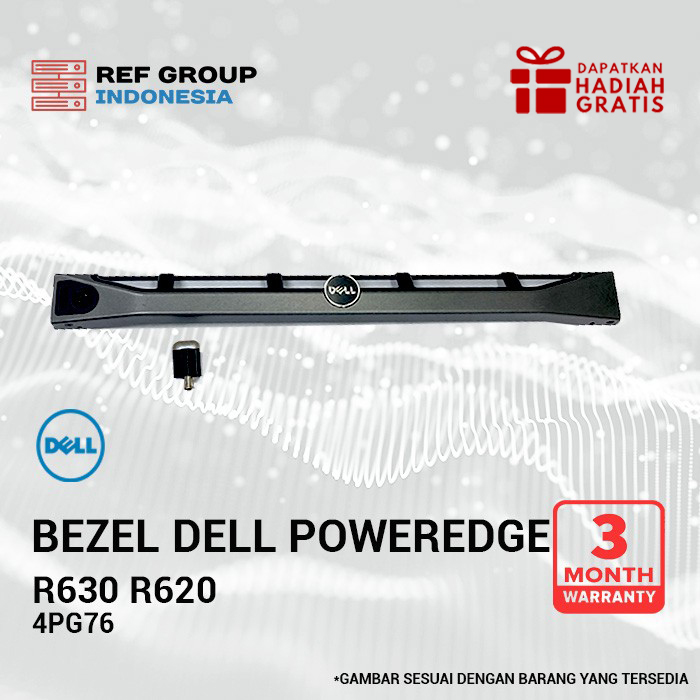 REF GROUP
INDONESIA
DAPATKAN
HADIAH
GRATIS
DELL
DELL
BEZEL DELL POWEREDGE
R630 R620
4PG76
3
MONTH
WARRANTY
*GAMBAR SESUAI DENGAN BARANG YANG TERSEDIA